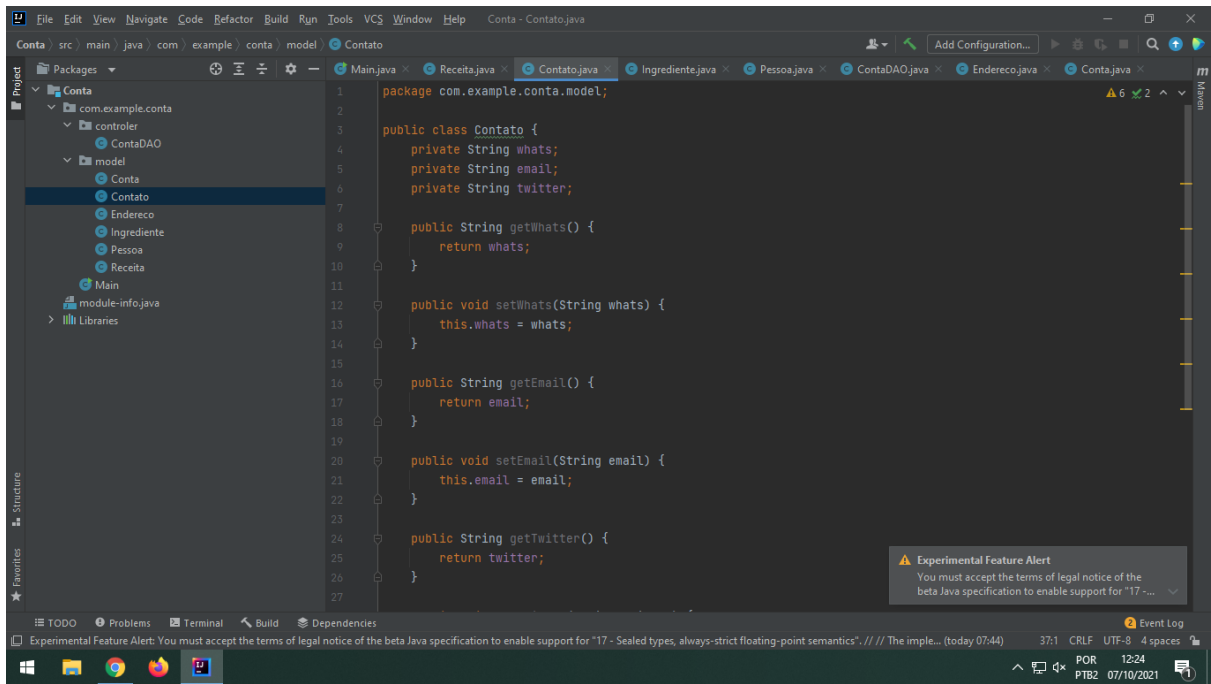 File Edit View Navigate Code Refactor Build Run Tools VCS Window Help Conta - Contato.java
Conta src main java com example conta model Contato Add Configuration...
Project
Packages
Main.java Receita.java Contato.java Ingrediente.java Pessoa.java ContaDAO.java Endereco.java Conta.java
Maven
6 2
Conta
com.example.conta
controler
ContaDAO
model
Conta
Contato
Endereco
Ingrediente
Pessoa
Receita
Main
module-info.java
Libraries
1 package com.example.conta.model;
2
3 public class Contato {
4 private String whats;
5 private String email;
6 private String twitter;
7
8 public String getWhats() {
9 return whats;
10 }
11
12 public void setWhats(String whats) {
13 this.whats = whats;
14 }
15
16 public String getEmail() {
17 return email;
18 }
19
20 public void setEmail(String email) {
21 this.email = email;
22 }
23
24 public String getTwitter() {
25 return twitter;
26 }
27
Structure
Favorites
Experimental Feature Alert
You must accept the terms of legal notice of the
beta Java specification to enable support for "17 -...
TODO Problems Terminal Build Dependencies 2 Event Log
Experimental Feature Alert: You must accept the terms of legal notice of the beta Java specification to enable support for "17 - Sealed types, always-strict floating-point semantics". // // The imple... (today 07:44) 37:1 CRLF UTF-8 4 spaces
POR
PTB2
12:24
07/10/2021
1